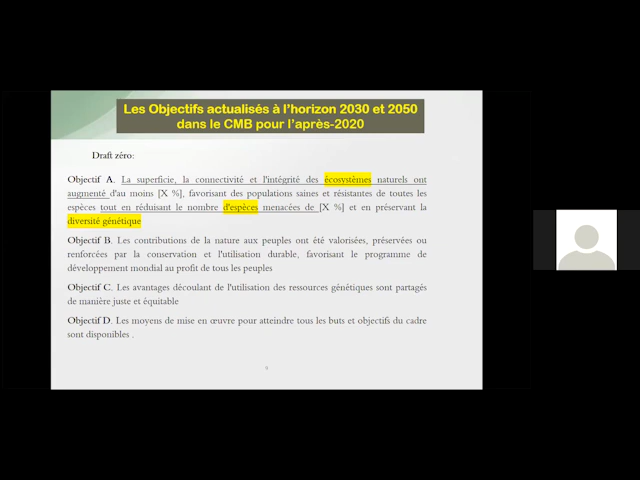 Les Objectifs actualisés à l'horizon 2030 et 2050
dans le CMB pour l'après-2020
Draft zéro:
Objectif A. La superficie, la connectivité et l'intégrité des écosystèmes naturels ont
augmenté d'au moins [X %], favorisant des populations saines et résistantes de toutes les
espèces tout en réduisant le nombre d'espèces menacées de [X %] et en préservant la
diversité génétique
Objectif B. Les contributions de la nature aux peuples ont été valorisées, préservées ou
renforcées par la conservation et l'utilisation durable, favorisant le programme de
développement mondial au profit de tous les peuples
Objectif C. Les avantages découlant de l'utilisation des ressources génétiques sont partagés
de manière juste et équitable
Objectif D. Les moyens de mise en œuvre pour atteindre tous les buts et objectifs du cadre
sont disponibles .